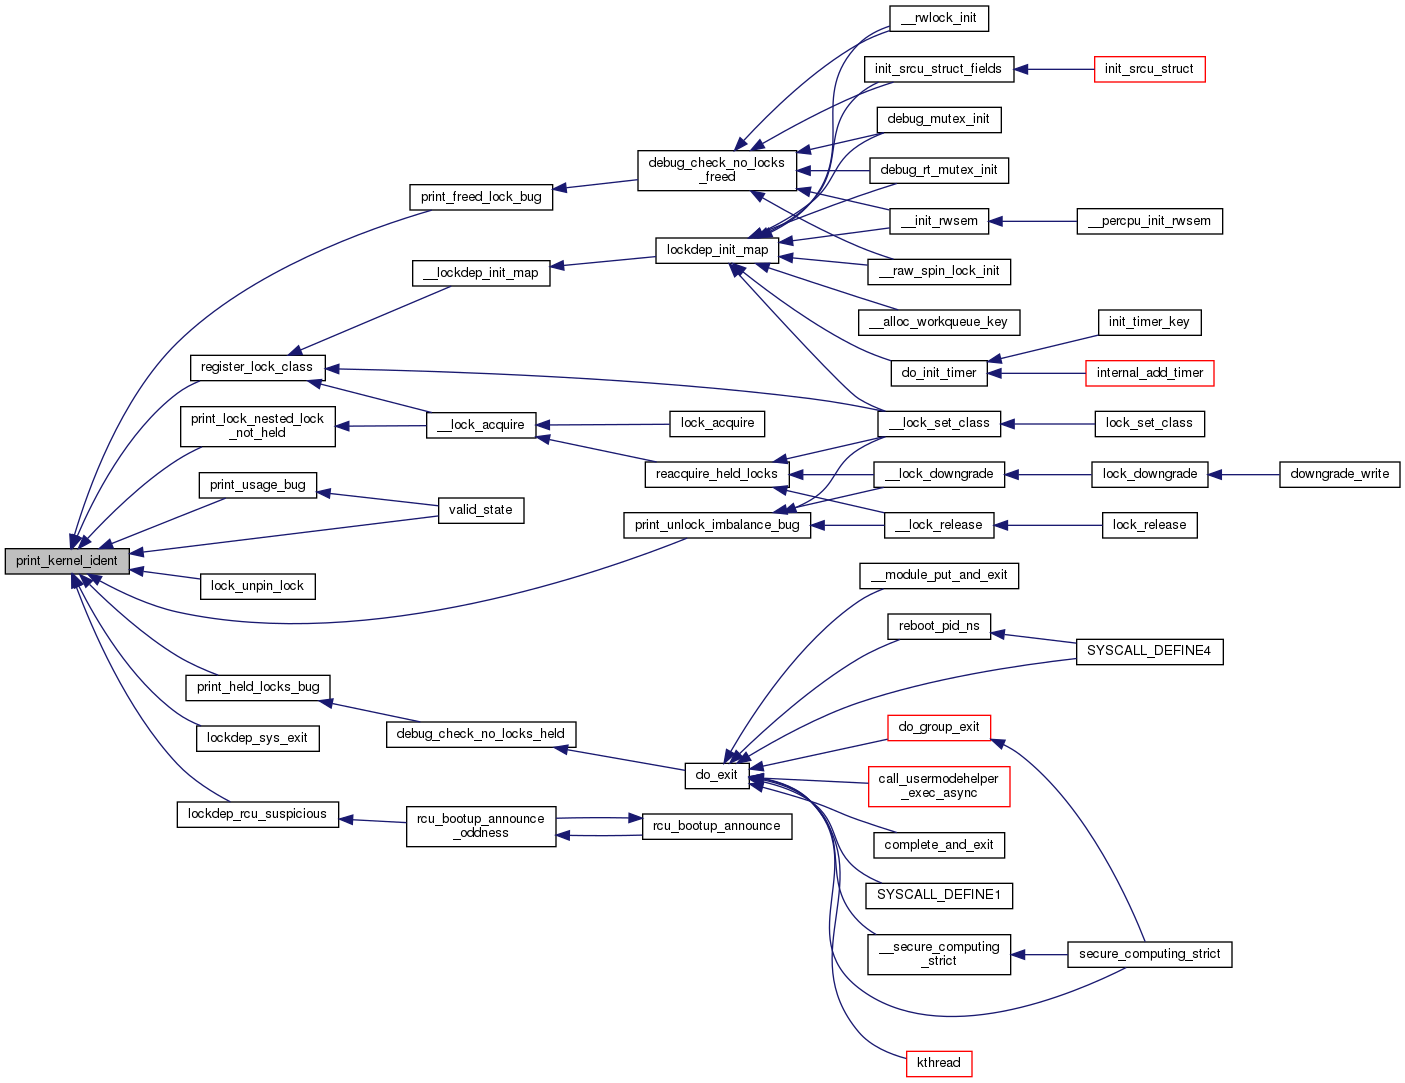 __rwlock_init
init_srcu_struct_fields
init_srcu_struct
debug_mutex_init
debug_check_no_locks
_freed
debug_rt_mutex_init
print_freed_lock_bug
__init_rwsem
__percpu_init_rwsem
lockdep_init_map
__lockdep_init_map
__raw_spin_lock_init
__alloc_workqueue_key
init_timer_key
register_lock_class
do_init_timer
internal_add_timer
print_lock_nested_lock
_not_held
__lock_acquire
lock_acquire
__lock_set_class
lock_set_class
reacquire_held_locks
__lock_downgrade
lock_downgrade
downgrade_write
print_usage_bug
valid_state
print_unlock_imbalance_bug
__lock_release
lock_release
print_kernel_ident
lock_unpin_lock
__module_put_and_exit
reboot_pid_ns
SYSCALL_DEFINE4
print_held_locks_bug
debug_check_no_locks_held
do_group_exit
lockdep_sys_exit
do_exit
call_usermodehelper
_exec_async
lockdep_rcu_suspicious
rcu_bootup_announce
_oddness
rcu_bootup_announce
complete_and_exit
SYSCALL_DEFINE1
__secure_computing
_strict
secure_computing_strict
kthread